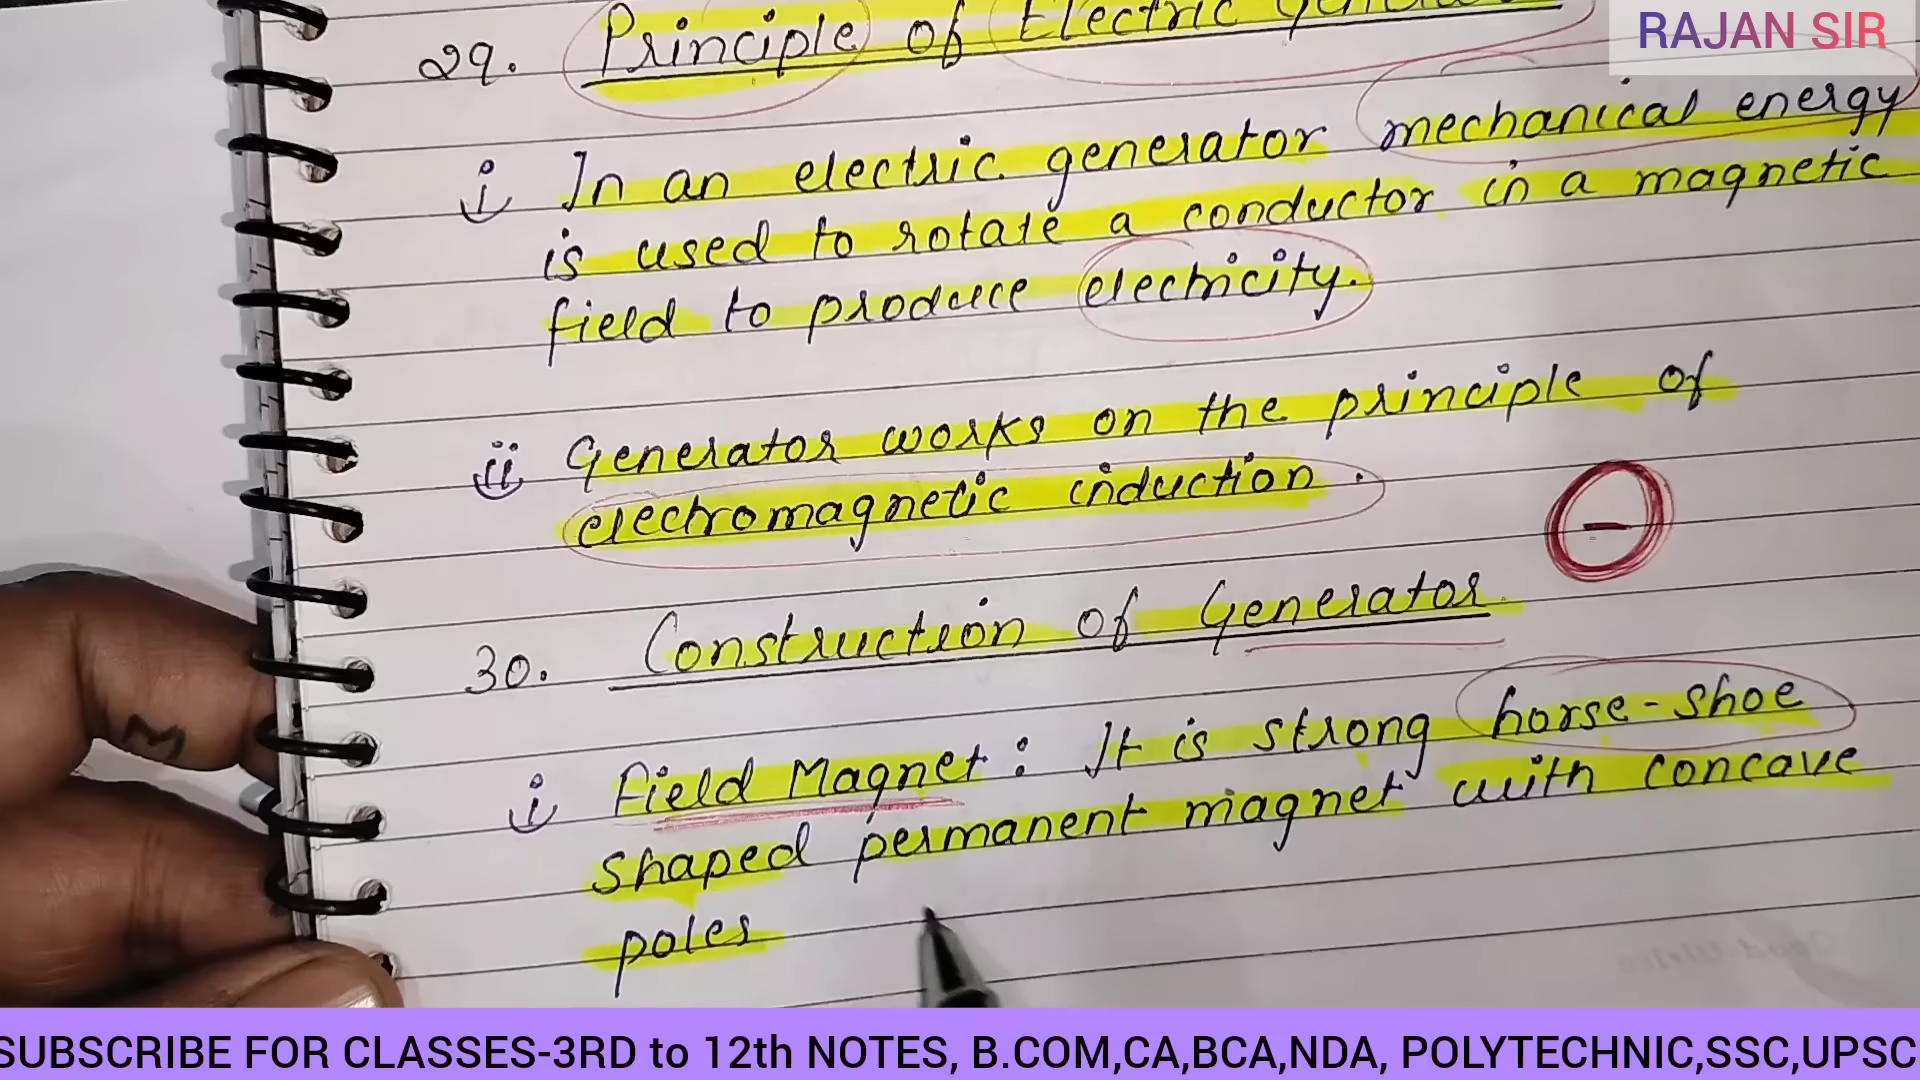 RAJAN SIR
29. Principle of Electric
i In an electric generator mechanical energy
is used to rotate a conductor in a magnetic
field to produce electricity.
ii Generator works on the principle of
electromagnetic induction.
30. Construction of Generator
i Field Magnet: It is strong horse-shoe
shaped permanent magnet with concave
poles
SUBSCRIBE FOR CLASSES-3RD to 12th NOTES, B.COM,CA,BCA,NDA, POLYTECHNIC,SSC,UPSC